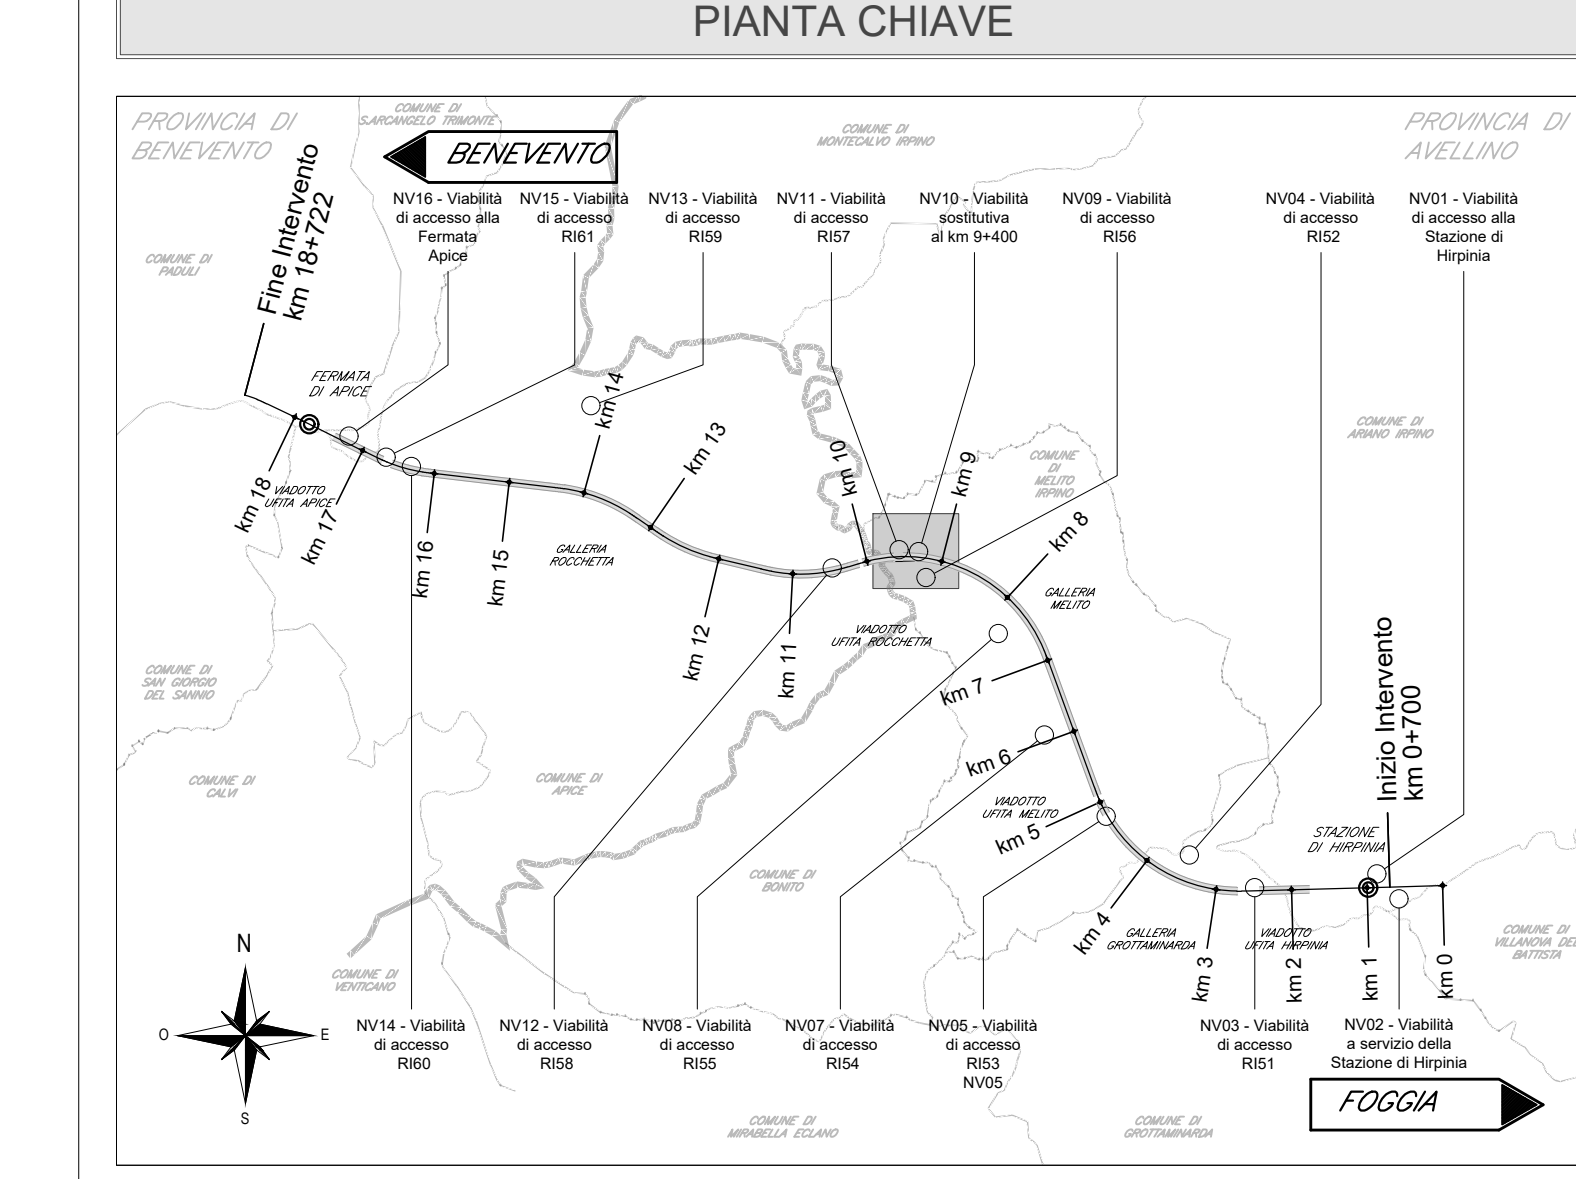 PIANTA CHIAVE
PROVINCIA DI
BENEVENTO
COMUNE DI
S.ARCANGELO TRIMONTE
BENEVENTO
COMUNE DI
MONTECALVO IRPINO
PROVINCIA DI
AVELLINO
Fine Intervento
km 18+722
NV16 - Viabilità
di accesso alla
Fermata
Apice
NV15 - Viabilità
di accesso
RI61
NV13 - Viabilità
di accesso
RI59
NV11 - Viabilità
di accesso
RI57
NV10 - Viabilità
sostitutiva
al km 9+400
NV09 - Viabilità
di accesso
RI56
NV04 - Viabilità
di accesso
RI52
NV01 - Viabilità
di accesso alla
Stazione di
Hirpinia
COMUNE DI
PADULI
FERMATA
DI APICE
COMUNE DI
ARIANO IRPINO
COMUNE
DI
MELITO
IRPINO
km 18
VIADOTTO
UFITA APICE
km 17
km 16
km 15
km 14
km 13
km 12
km 11
km 10
km 9
km 8
GALLERIA
ROCCHETTA
GALLERIA
MELITO
VIADOTTO
UFITA ROCCHETTA
km 7
km 6
COMUNE DI
SAN GIORGIO
DEL SANNIO
COMUNE DI
CALVI
COMUNE DI
APICE
VIADOTTO
UFITA MELITO
km 5
Inizio Intervento
km 0+700
STAZIONE
DI HIRPINIA
COMUNE DI
BONITO
km 4
GALLERIA
GROTTAMINARDA
km 3
VIADOTTO
UFITA HIRPINIA
km 2
km 1
km 0
COMUNE DI
VILLANOVA DEL
BATTISTA
COMUNE DI
VENTICANO
N
O
E
S
NV14 - Viabilità
di accesso
RI60
NV12 - Viabilità
di accesso
RI58
NV08 - Viabilità
di accesso
RI55
NV07 - Viabilità
di accesso
RI54
NV05 - Viabilità
di accesso
RI53
NV05
NV03 - Viabilità
di accesso
RI51
NV02 - Viabilità
a servizio della
Stazione di Hirpinia
FOGGIA
COMUNE DI
MIRABELLA ECLANO
COMUNE DI
GROTTAMINARDA